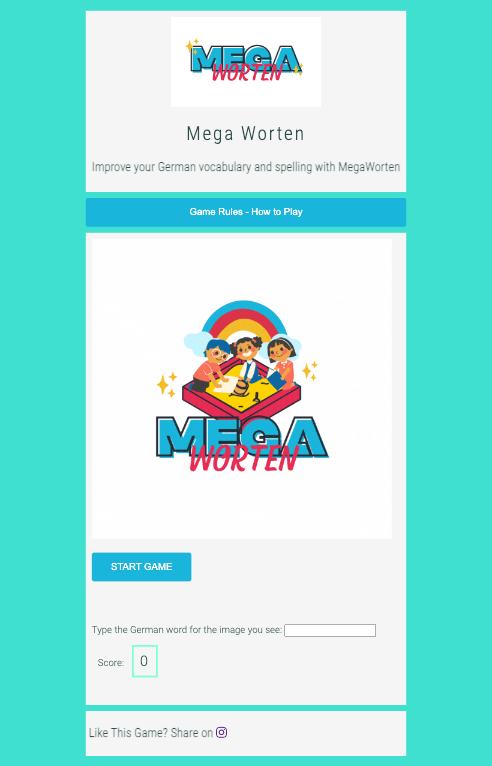 MEGA
WORTEN
Mega Worten
Improve your German vocabulary and spelling with MegaWorten
Game Rules - How to Play
MEGA
WORTEN
START GAME
Type the German word for the image you see:
Score: 0
Like This Game? Share on